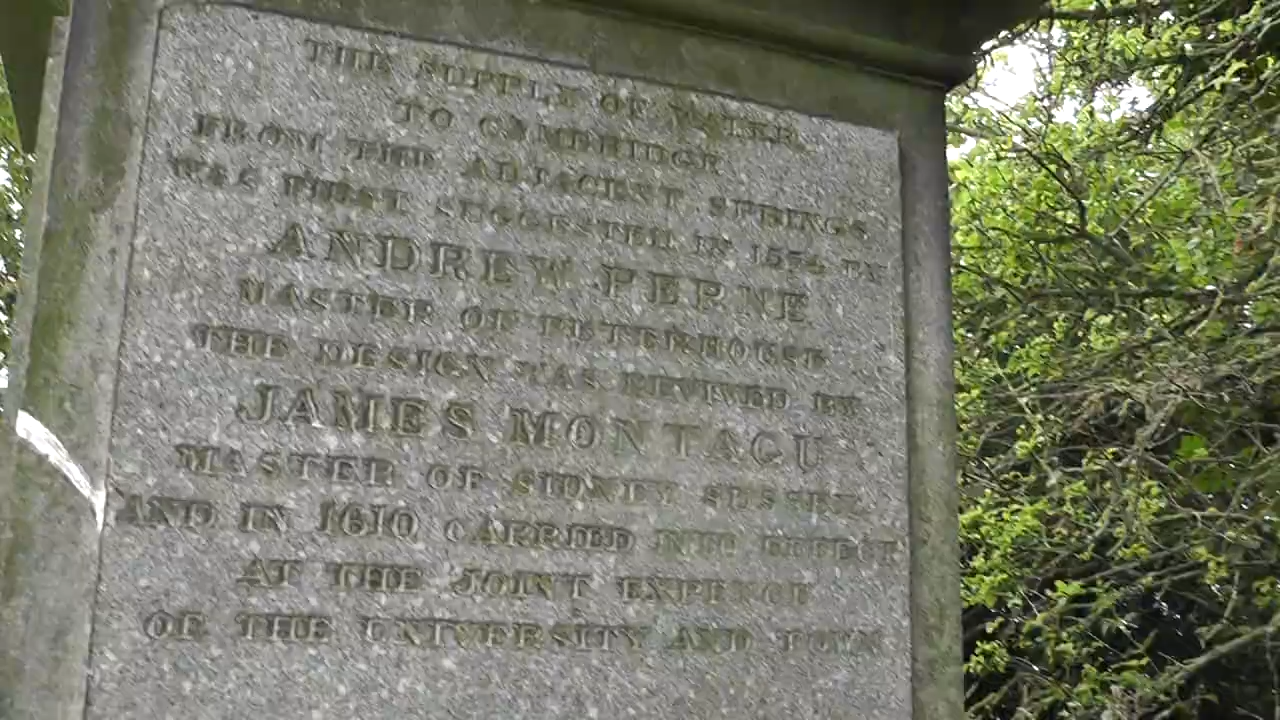 THE SUPPLY OF WATER
TO CAMBRIDGE
FROM THE ADJACENT SPRINGS
WAS FIRST SUGGESTED IN 1574 BY
ANDREW PERNE
MASTER OF PETERHOUSE
THE DESIGN WAS REVIVED BY
JAMES MONTAGU
MASTER OF SIDNEY SUSSEX
AND IN 1610 CARRIED INTO EFFECT
AT THE JOINT EXPENCE
OF THE UNIVERSITY AND TOWN